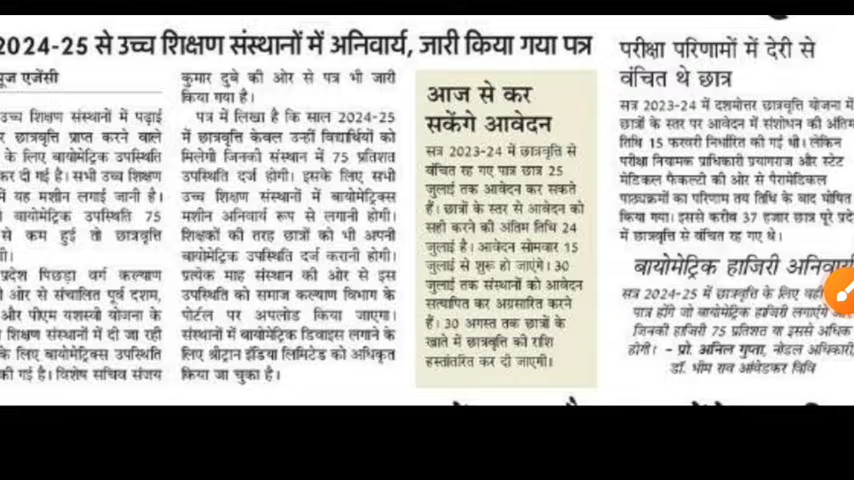 2024-25 से उच्च शिक्षण संस्थानों में अनिवार्य, जारी किया गया पत्र
यूज एजेंसी
उच्च शिक्षण संस्थानों में पढ़ाई
छात्रवृत्ति प्राप्त करने वाले
के लिए बायोमेट्रिक उपस्थिति
कर दी गई है। सभी उच्च शिक्षण
में यह मशीन लगाई जानी है।
बायोमेट्रिक उपस्थिति 75
से कम हुई तो छात्रवृत्ति
गी।
प्रदेश पिछड़ा वर्ग कल्याण
ओर से संचालित पूर्व दशम,
और पीएम यशस्वी योजना के
शिक्षण संस्थानों में दी जा रही
के लिए बायोमेट्रिक्स उपस्थिति
की गई है। विशेष सचिव संजय
कुमार दुबे की ओर से पत्र भी जारी
किया गया है।
पत्र में लिखा है कि साल 2024-25
में छात्रवृत्ति केवल उन्हीं विद्यार्थियों को
मिलेगी जिनकी संस्थान में 75 प्रतिशत
उपस्थिति दर्ज होगी। इसके लिए सभी
उच्च शिक्षण संस्थानों में बायोमेट्रिक्स
मशीन अनिवार्य रूप से लगानी होगी।
शिक्षकों की तरह छात्रों को भी अपनी
बायोमेट्रिक उपस्थिति दर्ज करानी होगी।
प्रत्येक माह संस्थान की ओर से इस
उपस्थिति को समाज कल्याण विभाग के
पोर्टल पर अपलोड किया जाएगा।
संस्थानों में बायोमेट्रिक डिवाइस लगाने के
लिए श्रीट्रान इंडिया लिमिटेड को अधिकृत
किया जा चुका है।
आज से कर
सकेंगे आवेदन
सत्र 2023-24 में छात्रवृत्ति से
वंचित रह गए पात्र छात्र 25
जुलाई तक आवेदन कर सकते
हैं। छात्रों के स्तर से आवेदन को
सही करने की अंतिम तिथि 24
जुलाई है। आवेदन सोमवार 15
जुलाई से शुरू हो जाएंगे। 30
जुलाई तक संस्थानों को आवेदन
सत्यापित कर अग्रसारित करने
हैं। 30 अगस्त तक छात्रों के
खाते में छात्रवृत्ति की राशि
हस्तांतरित कर दी जाएगी।
परीक्षा परिणामों में देरी से
वंचित थे छात्र
सत्र 2023-24 में दशमोत्तर छात्रवृत्ति योजना में
छात्रों के स्तर पर आवेदन में संशोधन की अंतिम
तिथि 15 फरवरी निर्धारित की गई थी। लेकिन
परीक्षा नियामक प्राधिकारी प्रयागराज और स्टेट
मेडिकल फैकल्टी की ओर से पैरामेडिकल
पाठ्यक्रमों का परिणाम तय तिथि के बाद घोषित
किया गया। इससे करीब 37 हजार छात्र पूरे प्रदे
में छात्रवृत्ति से वंचित रह गए थे।
बायोमेट्रिक हाजिरी अनिवार्य
सत्र 2024-25 में छात्रवृत्ति के लिए वही
पात्र होंगे जो बायोमेट्रिक हाजिरी लगाएंगे और
जिनकी हाजिरी 75 प्रतिशत या इससे अधिक
होगी। – प्रो. अनिल गुप्ता, नोडल अधिकारी,
डॉ. भीम राव आंबेडकर विवि